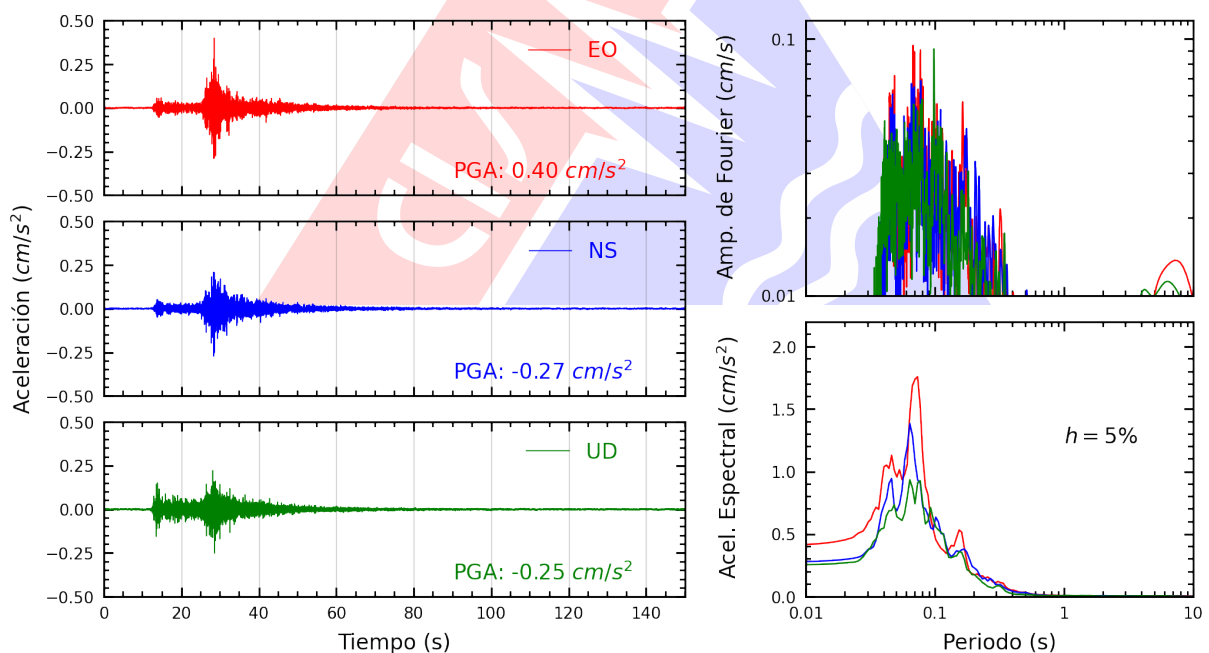 Aceleración (cm/s²)
0.50
0.25
0.00
−0.25
−0.50
EO
PGA: 0.40 cm/s²
0.50
0.25
0.00
−0.25
−0.50
NS
PGA: -0.27 cm/s²
0.50
0.25
0.00
−0.25
−0.50
UD
PGA: -0.25 cm/s²
0 20 40 60 80 100 120 140
Tiempo (s)
CISMID
Amp. de Fourier (cm/s)
0.1
0.01
Acel. Espectral (cm/s²)
2.0
1.5
1.0
0.5
0.0
h = 5%
0.01 0.1 1 10
Periodo (s)